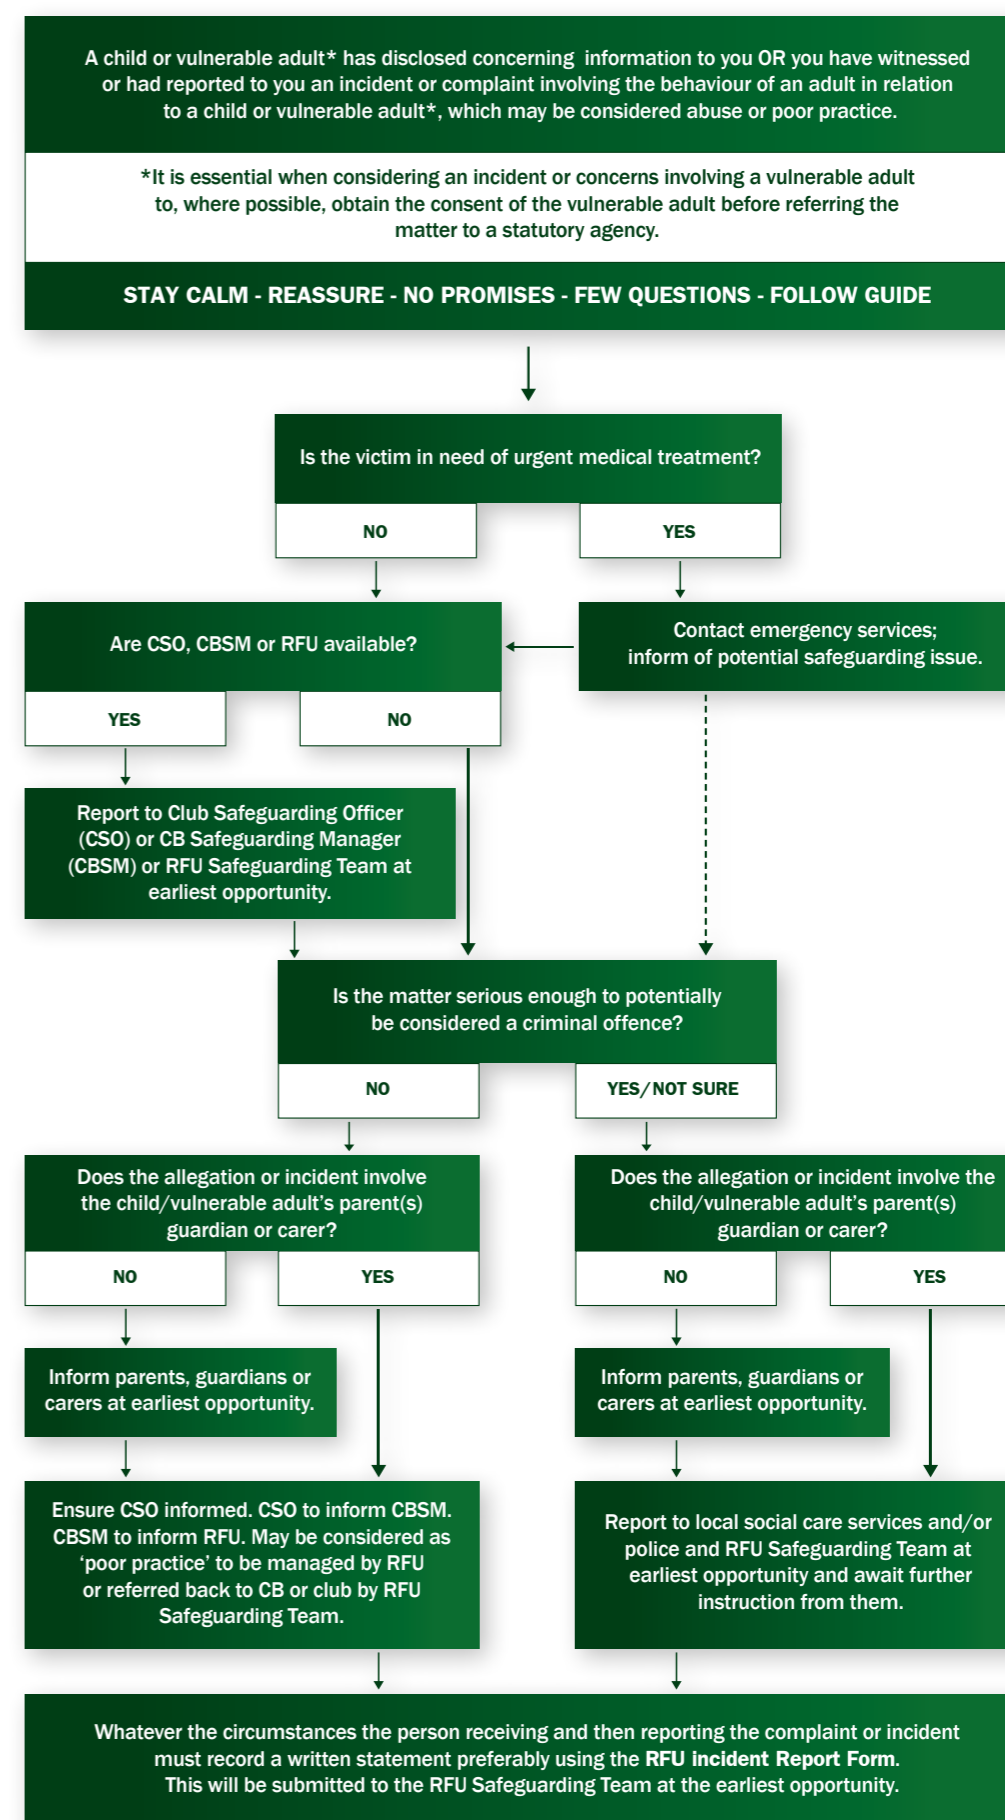 A child or vulnerable adult* has disclosed concerning information to you OR you have witnessed
or had reported to you an incident or complaint involving the behaviour of an adult in relation
to a child or vulnerable adult*, which may be considered abuse or poor practice.
*It is essential when considering an incident or concerns involving a vulnerable adult
to, where possible, obtain the consent of the vulnerable adult before referring the
matter to a statutory agency.
STAY CALM - REASSURE - NO PROMISES - FEW QUESTIONS - FOLLOW GUIDE
Is the victim in need of urgent medical treatment?
NO
YES
Are CSO, CBSM or RFU available?
Contact emergency services;
inform of potential safeguarding issue.
YES
NO
Report to Club Safeguarding Officer
(CSO) or CB Safeguarding Manager
(CBSM) or RFU Safeguarding Team at
earliest opportunity.
Is the matter serious enough to potentially
be considered a criminal offence?
NO
YES/NOT SURE
Does the allegation or incident involve
the child/vulnerable adult's parent(s)
guardian or carer?
Does the allegation or incident involve the
child/vulnerable adult's parent(s)
guardian or carer?
NO
YES
NO
YES
Inform parents, guardians or
carers at earliest opportunity.
Inform parents, guardians or
carers at earliest opportunity.
Ensure CSO informed. CSO to inform CBSM.
CBSM to inform RFU. May be considered as
‘poor practice’ to be managed by RFU
or referred back to CB or club by RFU
Safeguarding Team.
Report to local social care services and/or
police and RFU Safeguarding Team at
earliest opportunity and await further
instruction from them.
Whatever the circumstances the person receiving and then reporting the complaint or incident
must record a written statement preferably using the RFU incident Report Form.
This will be submitted to the RFU Safeguarding Team at the earliest opportunity.